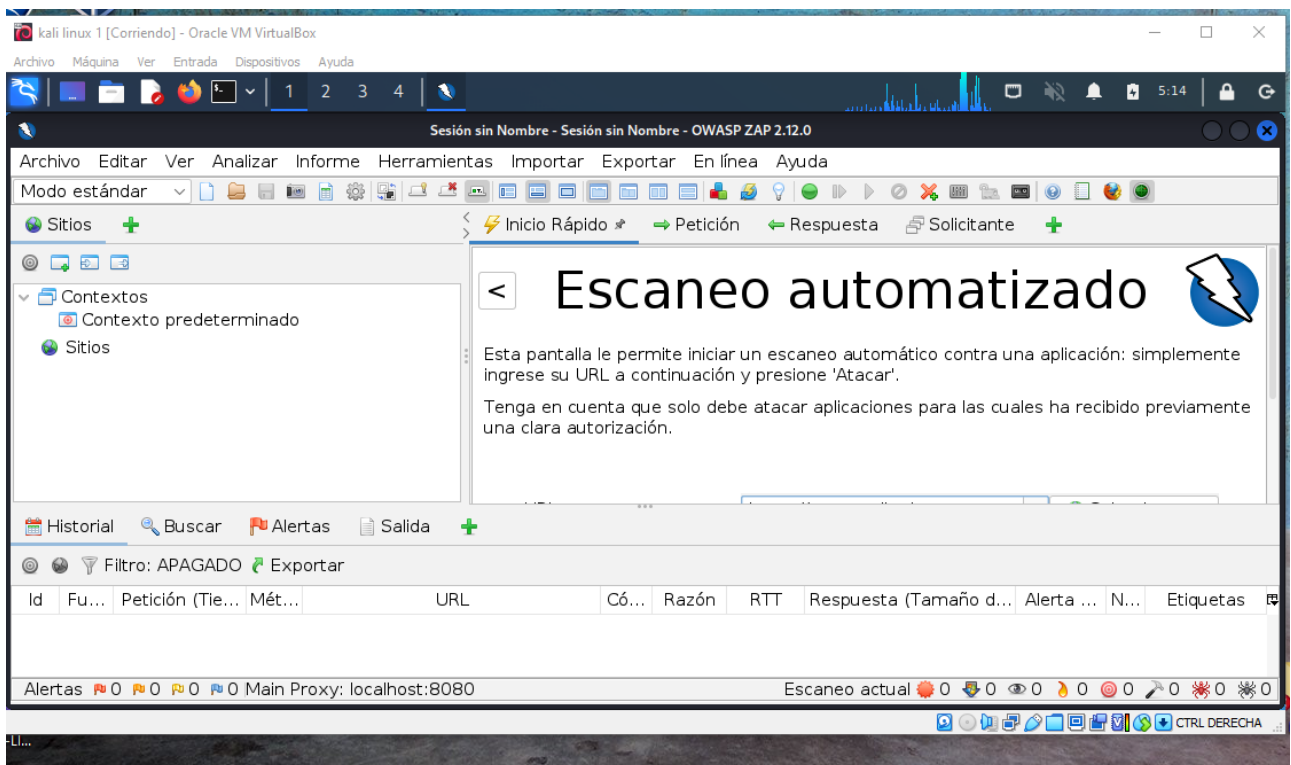 kali linux 1 [Corriendo] - Oracle VM VirtualBox
Archivo Máquina Ver Entrada Dispositivos Ayuda
1 2 3 4 5:14
Sesión sin Nombre - Sesión sin Nombre - OWASP ZAP 2.12.0
Archivo Editar Ver Analizar Informe Herramientas Importar Exportar En línea Ayuda
Modo estándar
Sitios
Inicio Rápido Petición Respuesta Solicitante
< Escaneo automatizado
Contextos
Contexto predeterminado
Sitios
Esta pantalla le permite iniciar un escaneo automático contra una aplicación: simplemente
ingrese su URL a continuación y presione 'Atacar'.
Tenga en cuenta que solo debe atacar aplicaciones para las cuales ha recibido previamente
una clara autorización.
Historial Buscar Alertas Salida
Filtro: APAGADO Exportar
Id Fu... Petición (Tie... Mét... URL Có... Razón RTT Respuesta (Tamaño d... Alerta ... N... Etiquetas
Alertas 0 0 0 0 Main Proxy: localhost:8080 Escaneo actual 0 0 0 0 0 0 0 0
CTRL DERECHA
-Li...